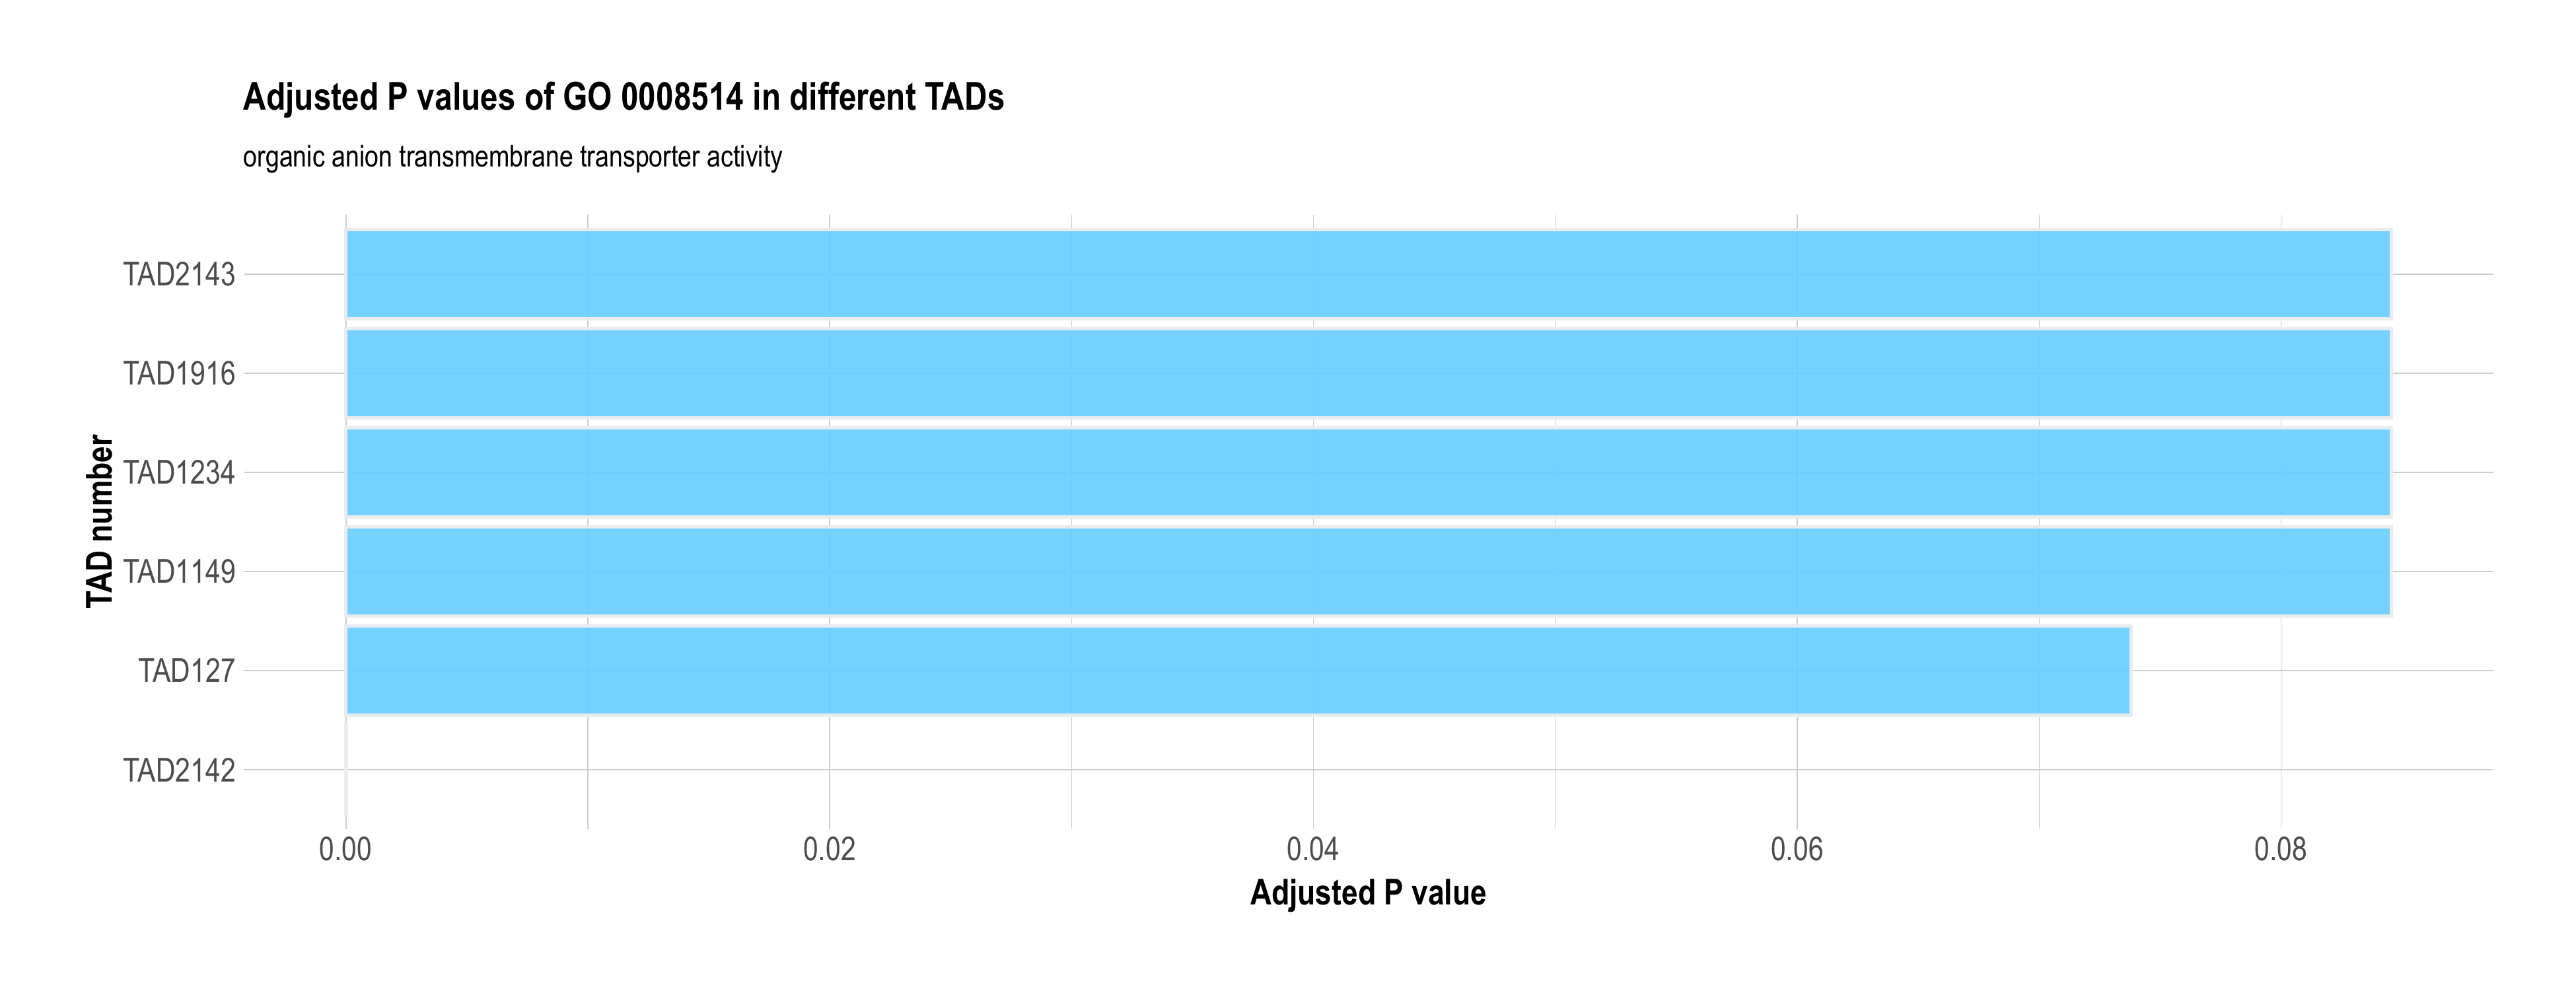 Adjusted P values of GO 0008514 in different TADs
organic anion transmembrane transporter activity
TAD number
TAD2143
TAD1916
TAD1234
TAD1149
TAD127
TAD2142
0.00 0.02 0.04 0.06 0.08
Adjusted P value